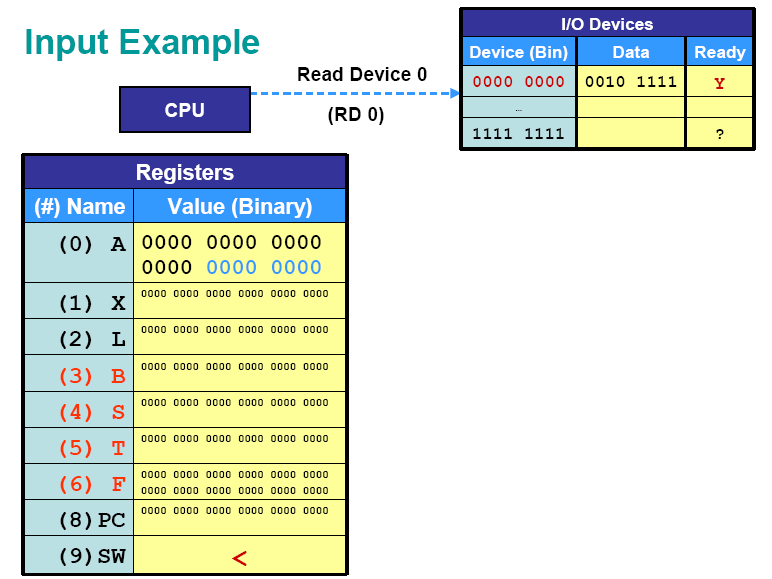 Input Example
Read Device 0
CPU
(RD 0)
I/O Devices
Device (Bin) Data Ready
0000 0000 0010 1111 Y
...
1111 1111 ?
Registers
(#) Name Value (Binary)
(0) A 0000 0000 0000
0000 0000 0000
(1) X 0000 0000 0000 0000 0000 0000
(2) L 0000 0000 0000 0000 0000 0000
(3) B 0000 0000 0000 0000 0000 0000
(4) S 0000 0000 0000 0000 0000 0000
(5) T 0000 0000 0000 0000 0000 0000
(6) F 0000 0000 0000 0000 0000 0000
0000 0000 0000 0000 0000 0000
(8) PC 0000 0000 0000 0000 0000 0000
(9) SW <